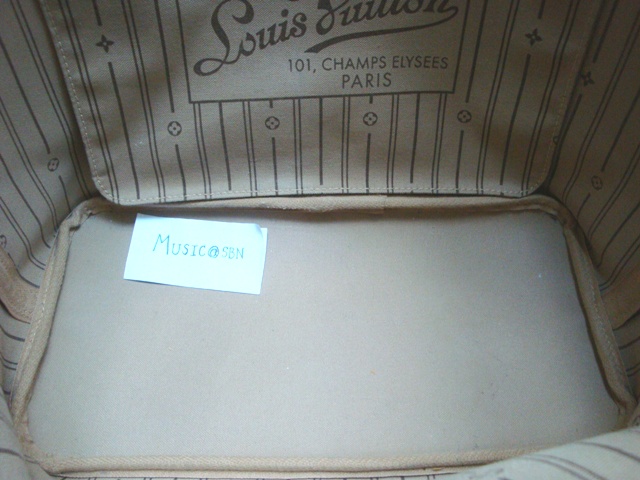 Louis Vuitton
101, CHAMPS ELYSEES
PARIS
MUSIC@SBN